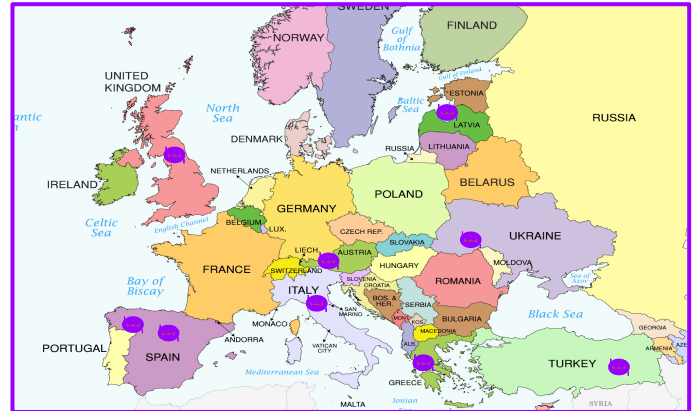 SWEDEN
NORWAY
FINLAND
Gulf
of
Bothnia
Gulf of Finland
UNITED
KINGDOM
North
Sea
Baltic
Sea
ESTONIA
LATVIA
LITHUANIA
RUSSIA
RUSSIA
antic
DENMARK
NETHERLANDS
IRELAND
BELARUS
POLAND
GERMANY
Celtic
Sea
English Channel
BELGIUM
LUX.
CZECH REP.
SLOVAKIA
UKRAINE
LIECH
AUSTRIA
SWITZERLAND
HUNGARY
MOLDOVA
FRANCE
Bay of
Biscay
ITALY
SLOVENIA
CROATIA
ROMANIA
Sea of
Azov
BOS. &
HER.
SERBIA
SAN
MARINO
MONACO
ANDORRA
MONT.
KOS.
BULGARIA
Black Sea
MACEDONIA
ALB.
VATICAN
CITY
GEORGIA
ARMENIA
AZE
PORTUGAL
SPAIN
TURKEY
Mediterranean Sea
GREECE
Ionian
MALTA
SYRIA